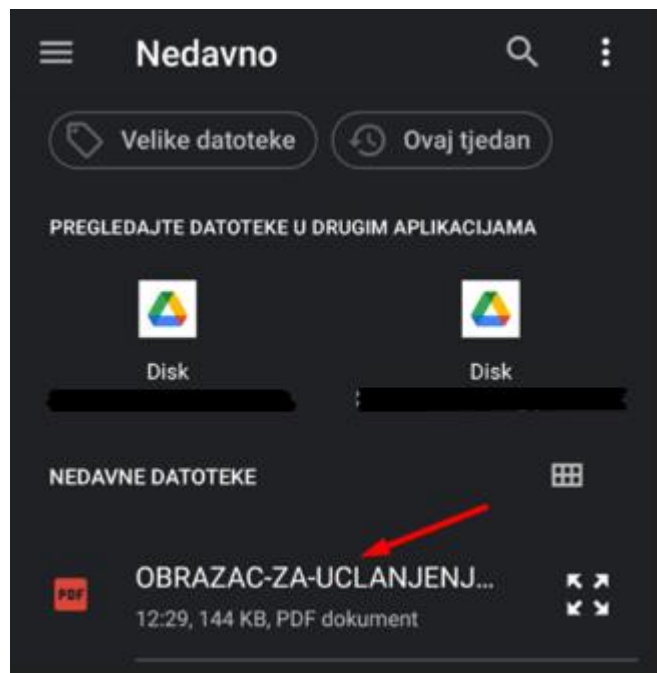 Nedavno
Velike datoteke
Ovaj tjedan
PREGLEDAJTE DATOTEKE U DRUGIM APLIKACIJAMA
Disk
Disk
NEDAVNE DATOTEKE
PDF
OBRAZAC-ZA-UCLANJENJ...
12:29, 144 KB, PDF dokument